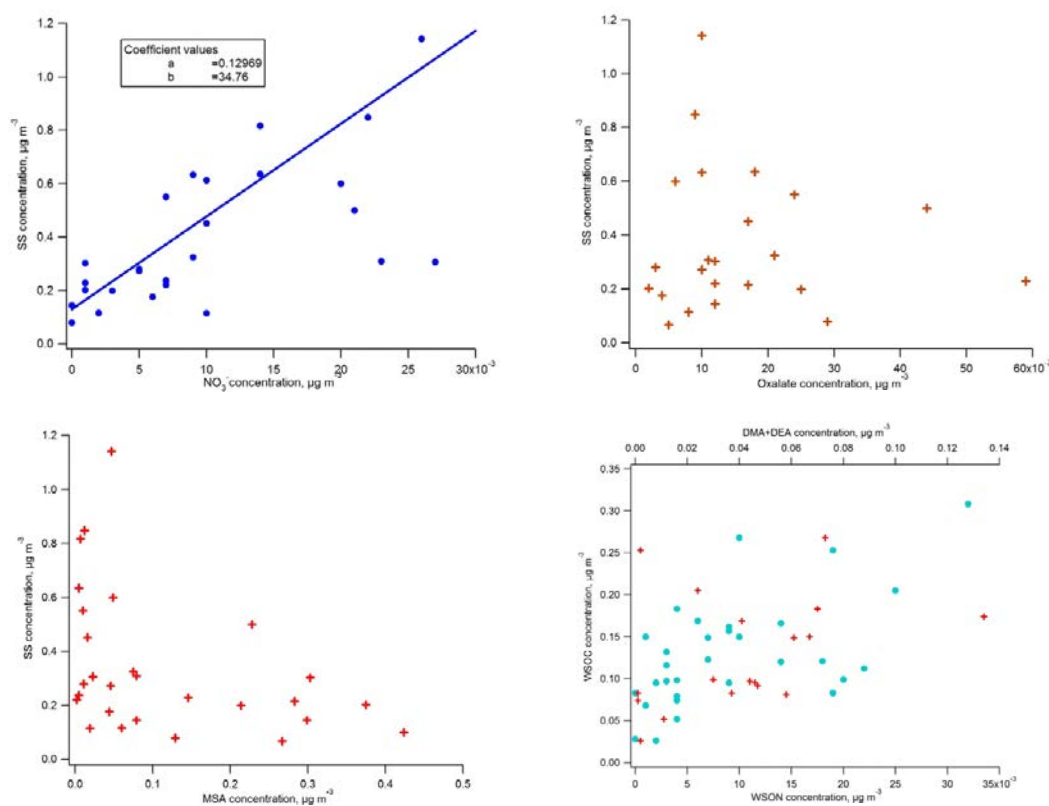 1.2
1.0
0.8
0.6
0.4
0.2
0.0
SS concentration, µg m⁻³
Coefficient values
a =0.12969
b =34.76
0 5 10 15 20 25 30x10⁻³
NO₃⁻concentration, µg m⁻³
1.2
1.0
0.8
0.6
0.4
0.2
0.0
SS concentration, µg m⁻³
0 10 20 30 40 50 60x10⁻³
Oxalate concentration, µg m⁻³
1.2
1.0
0.8
0.6
0.4
0.2
0.0
SS concentration, µg m⁻³
0.0 0.1 0.2 0.3 0.4 0.5
MSA concentration, µg m⁻³
DMA+DEA concentration, µg m⁻³
0.00 0.02 0.04 0.06 0.08 0.10 0.12 0.14
0.35
0.30
0.25
0.20
0.15
0.10
0.05
0.00
WSOC concentration, µg m⁻³
0 5 10 15 20 25 30 35x10⁻³
WSON concentration, µg m⁻³